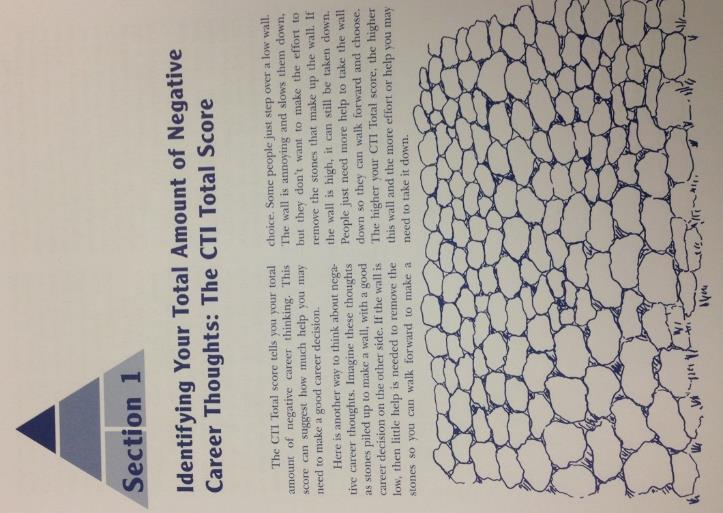 Section 1
Identifying Your Total Amount of Negative
Career Thoughts: The CTI Total Score
The CTI Total score tells you your total
amount of negative career thinking. This
score can suggest how much help you may
need to make a good career decision.
Here is another way to think about nega-
tive career thoughts. Imagine these thoughts
as stones piled up to make a wall, with a good
career decision on the other side. If the wall is
low, then little help is needed to remove the
stones so you can walk forward to make a
choice. Some people just step over a low wall.
The wall is annoying and slows them down,
but they don't want to make the effort to
remove the stones that make up the wall. If
the wall is high, it can still be taken down.
People just need more help to take the wall
down so they can walk forward and choose.
The higher your CTI Total score, the higher
this wall and the more effort or help you may
need to take it down.